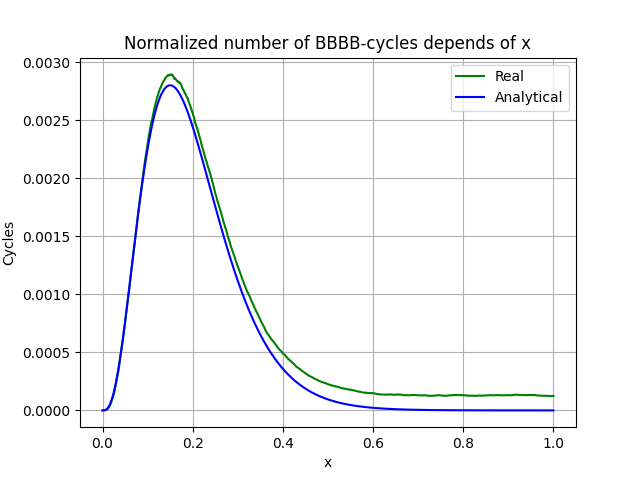 Normalized number of BBBB-cycles depends of x
Real
Analytical
Cycles
0.0030
0.0025
0.0020
0.0015
0.0010
0.0005
0.0000
0.0 0.2 0.4 0.6 0.8 1.0
x